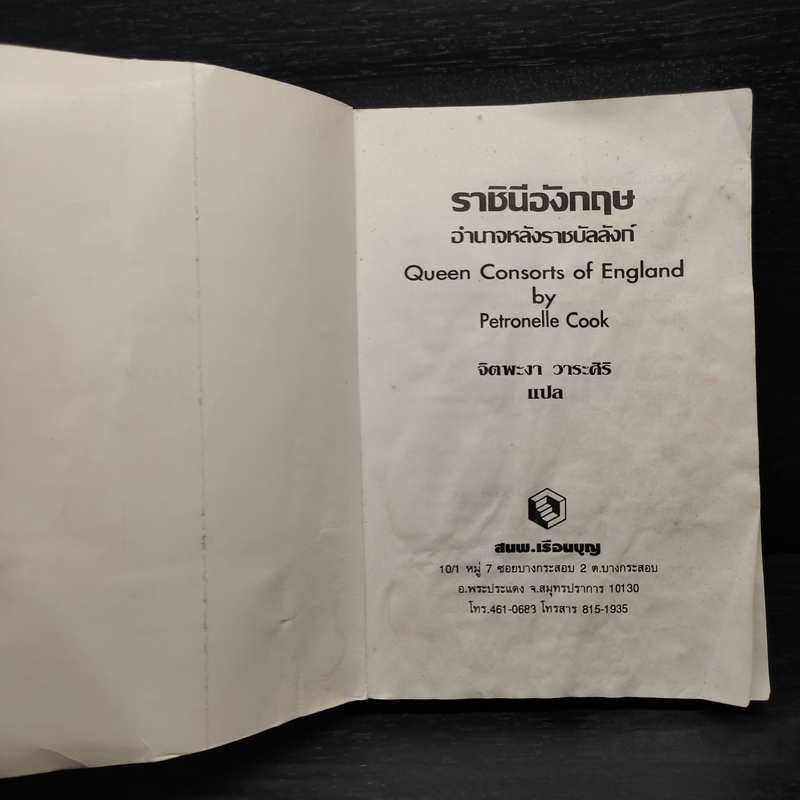 ราชินีอังกฤษ
อำนาจหลังราชบัลลังก์
Queen Consorts of England
by
Petronelle Cook
จิตพะงา วาระศิริ
แปล
สนพ.เรือนบุญ
10/1 หมู่ 7 ซอยบางกระสอบ 2 ต.บางกระสอบ
อ.พระประแดง จ.สมุทรปราการ 10130
โทร.461-0683 โทรสาร 815-1935